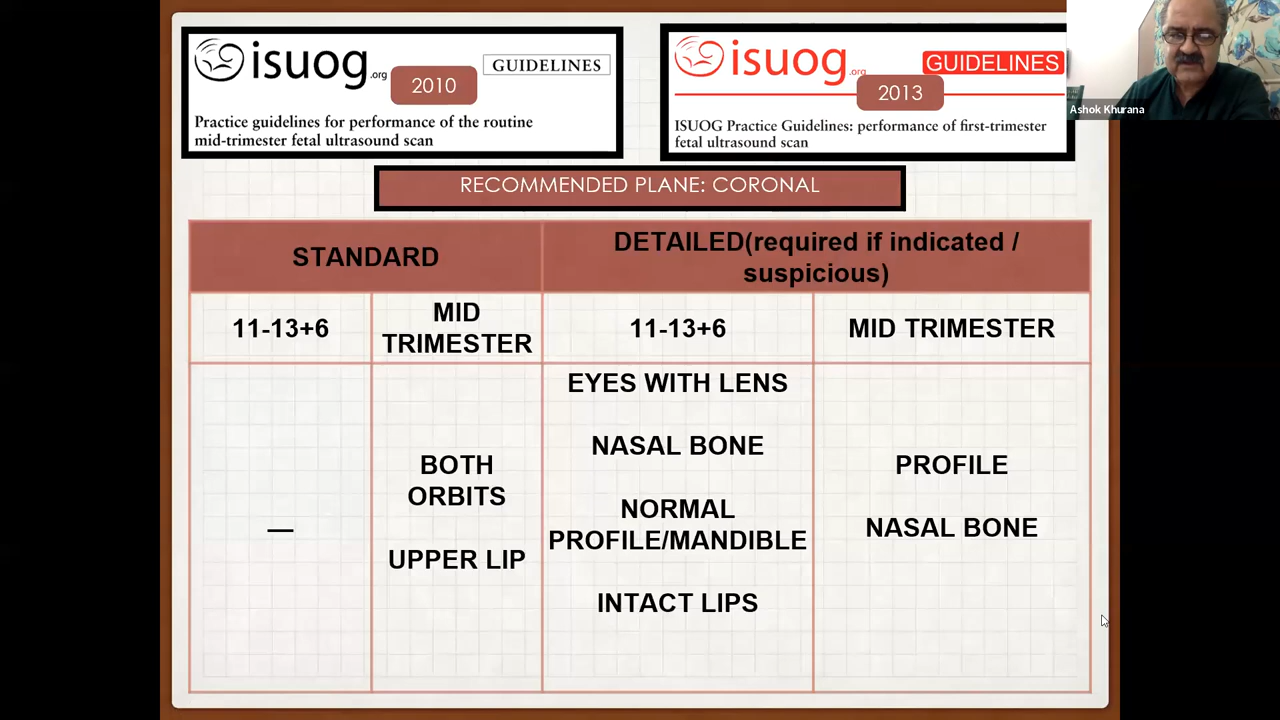 isuog.org
GUIDELINES
2010
Practice guidelines for performance of the routine
mid-trimester fetal ultrasound scan
isuog.org
GUIDELINES
2013
ISUOG Practice Guidelines: performance of first-trimester
fetal ultrasound scan
Ashok Khurana
RECOMMENDED PLANE: CORONAL
STANDARD
DETAILED(required if indicated /
suspicious)
11-13+6
MID
TRIMESTER
11-13+6
MID TRIMESTER
—
BOTH
ORBITS
UPPER LIP
EYES WITH LENS
NASAL BONE
NORMAL
PROFILE/MANDIBLE
INTACT LIPS
PROFILE
NASAL BONE